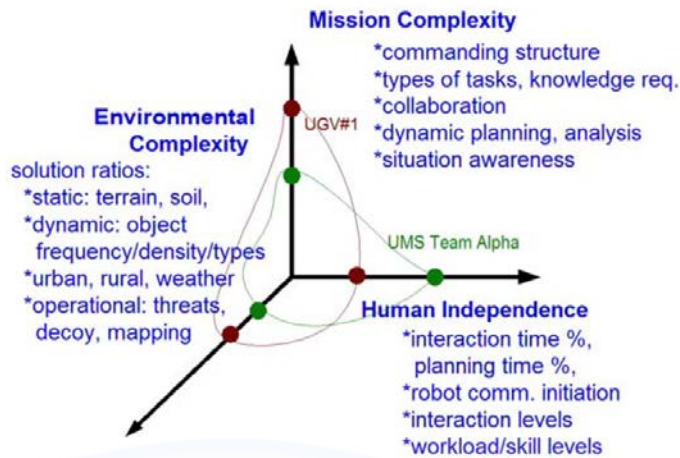 Mission Complexity
*commanding structure
*types of tasks, knowledge req.
*collaboration
*dynamic planning, analysis
*situation awareness
UGV#1
Environmental
Complexity
solution ratios:
*static: terrain, soil,
*dynamic: object
frequency/density/types
*urban, rural, weather
*operational: threats,
decoy, mapping
UMS Team Alpha
Human Independence
*interaction time %,
planning time %,
*robot comm. initiation
*interaction levels
*workload/skill levels